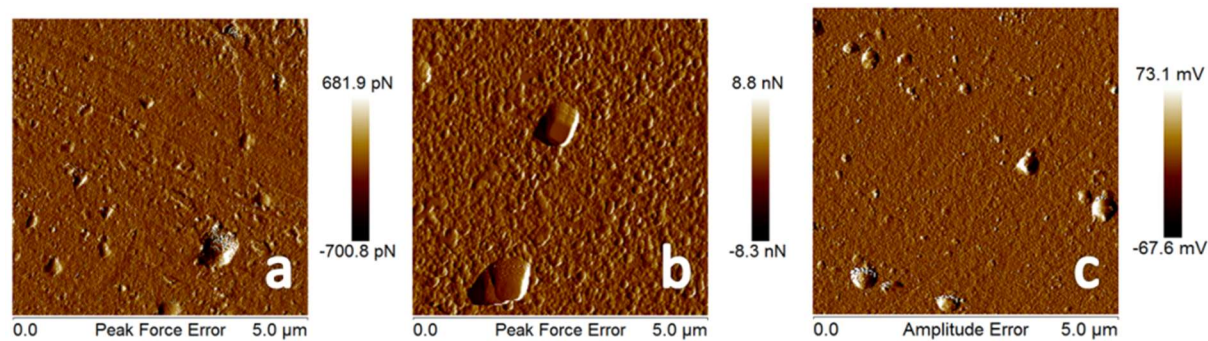 681.9 pN
-700.8 pN
a
0.0 Peak Force Error 5.0 µm
8.8 nN
-8.3 nN
b
0.0 Peak Force Error 5.0 µm
73.1 mV
-67.6 mV
c
0.0 Amplitude Error 5.0 µm